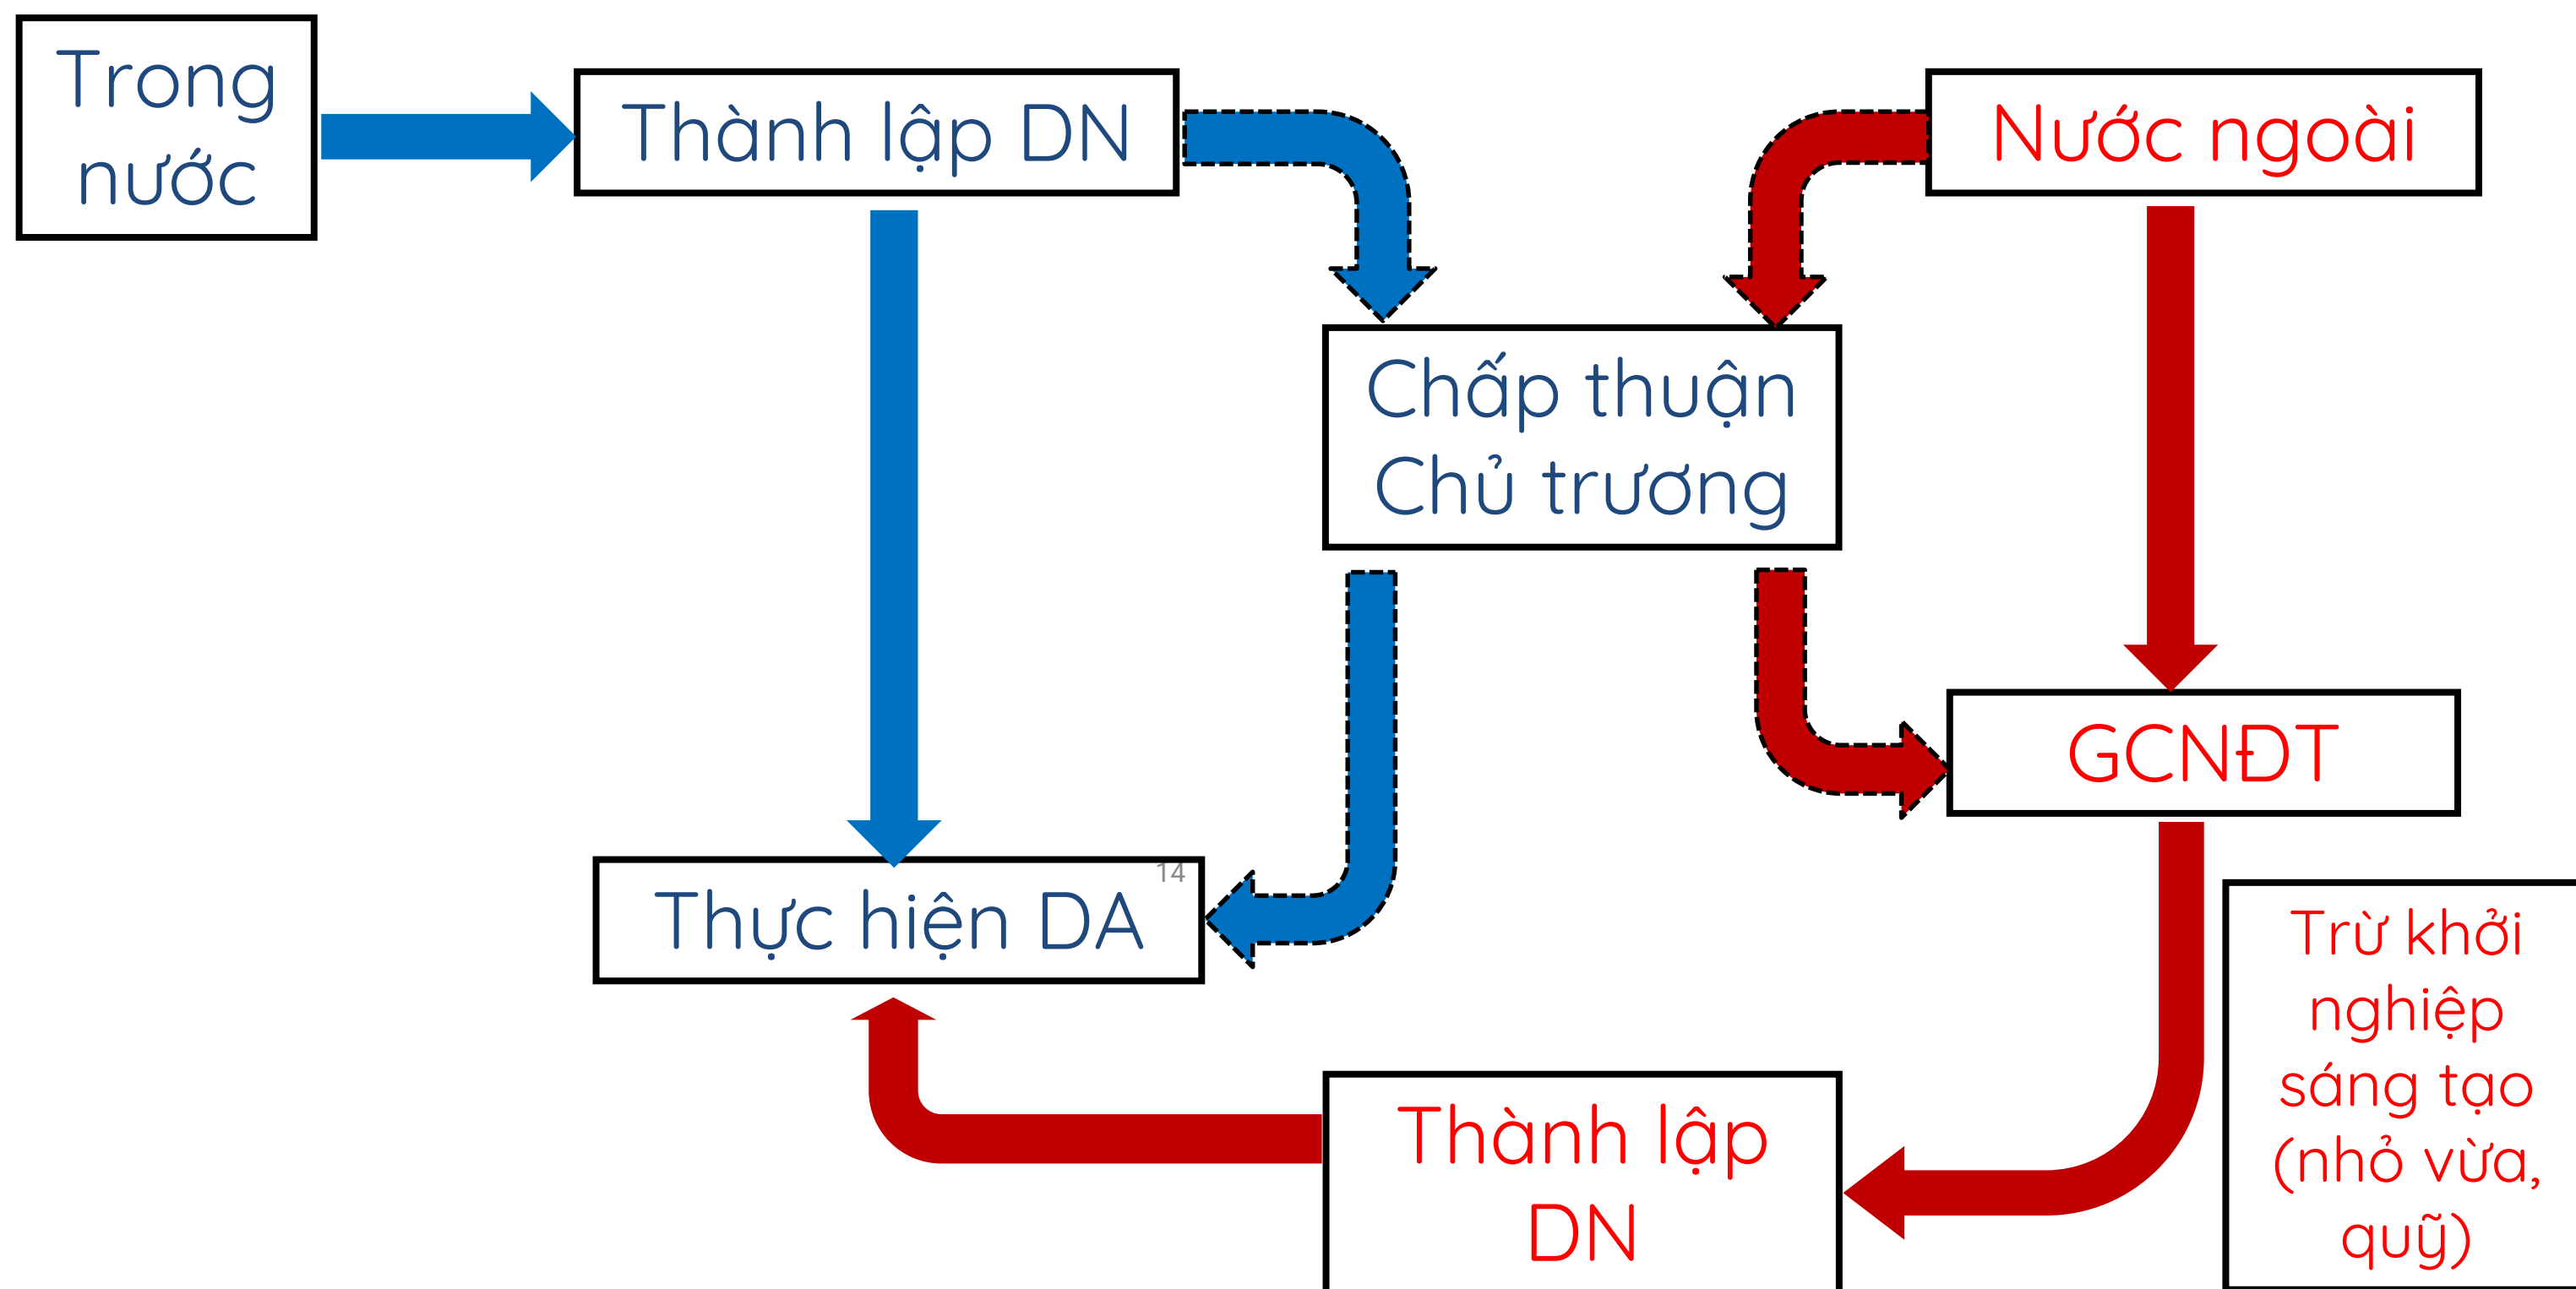 Trong
nước
Thành lập DN
Nước ngoài
Chấp thuận
Chủ trương
GCNĐT
14
Thực hiện DA
Trừ khởi
nghiệp
sáng tạo
(nhỏ vừa,
quỹ)
Thành lập
DN